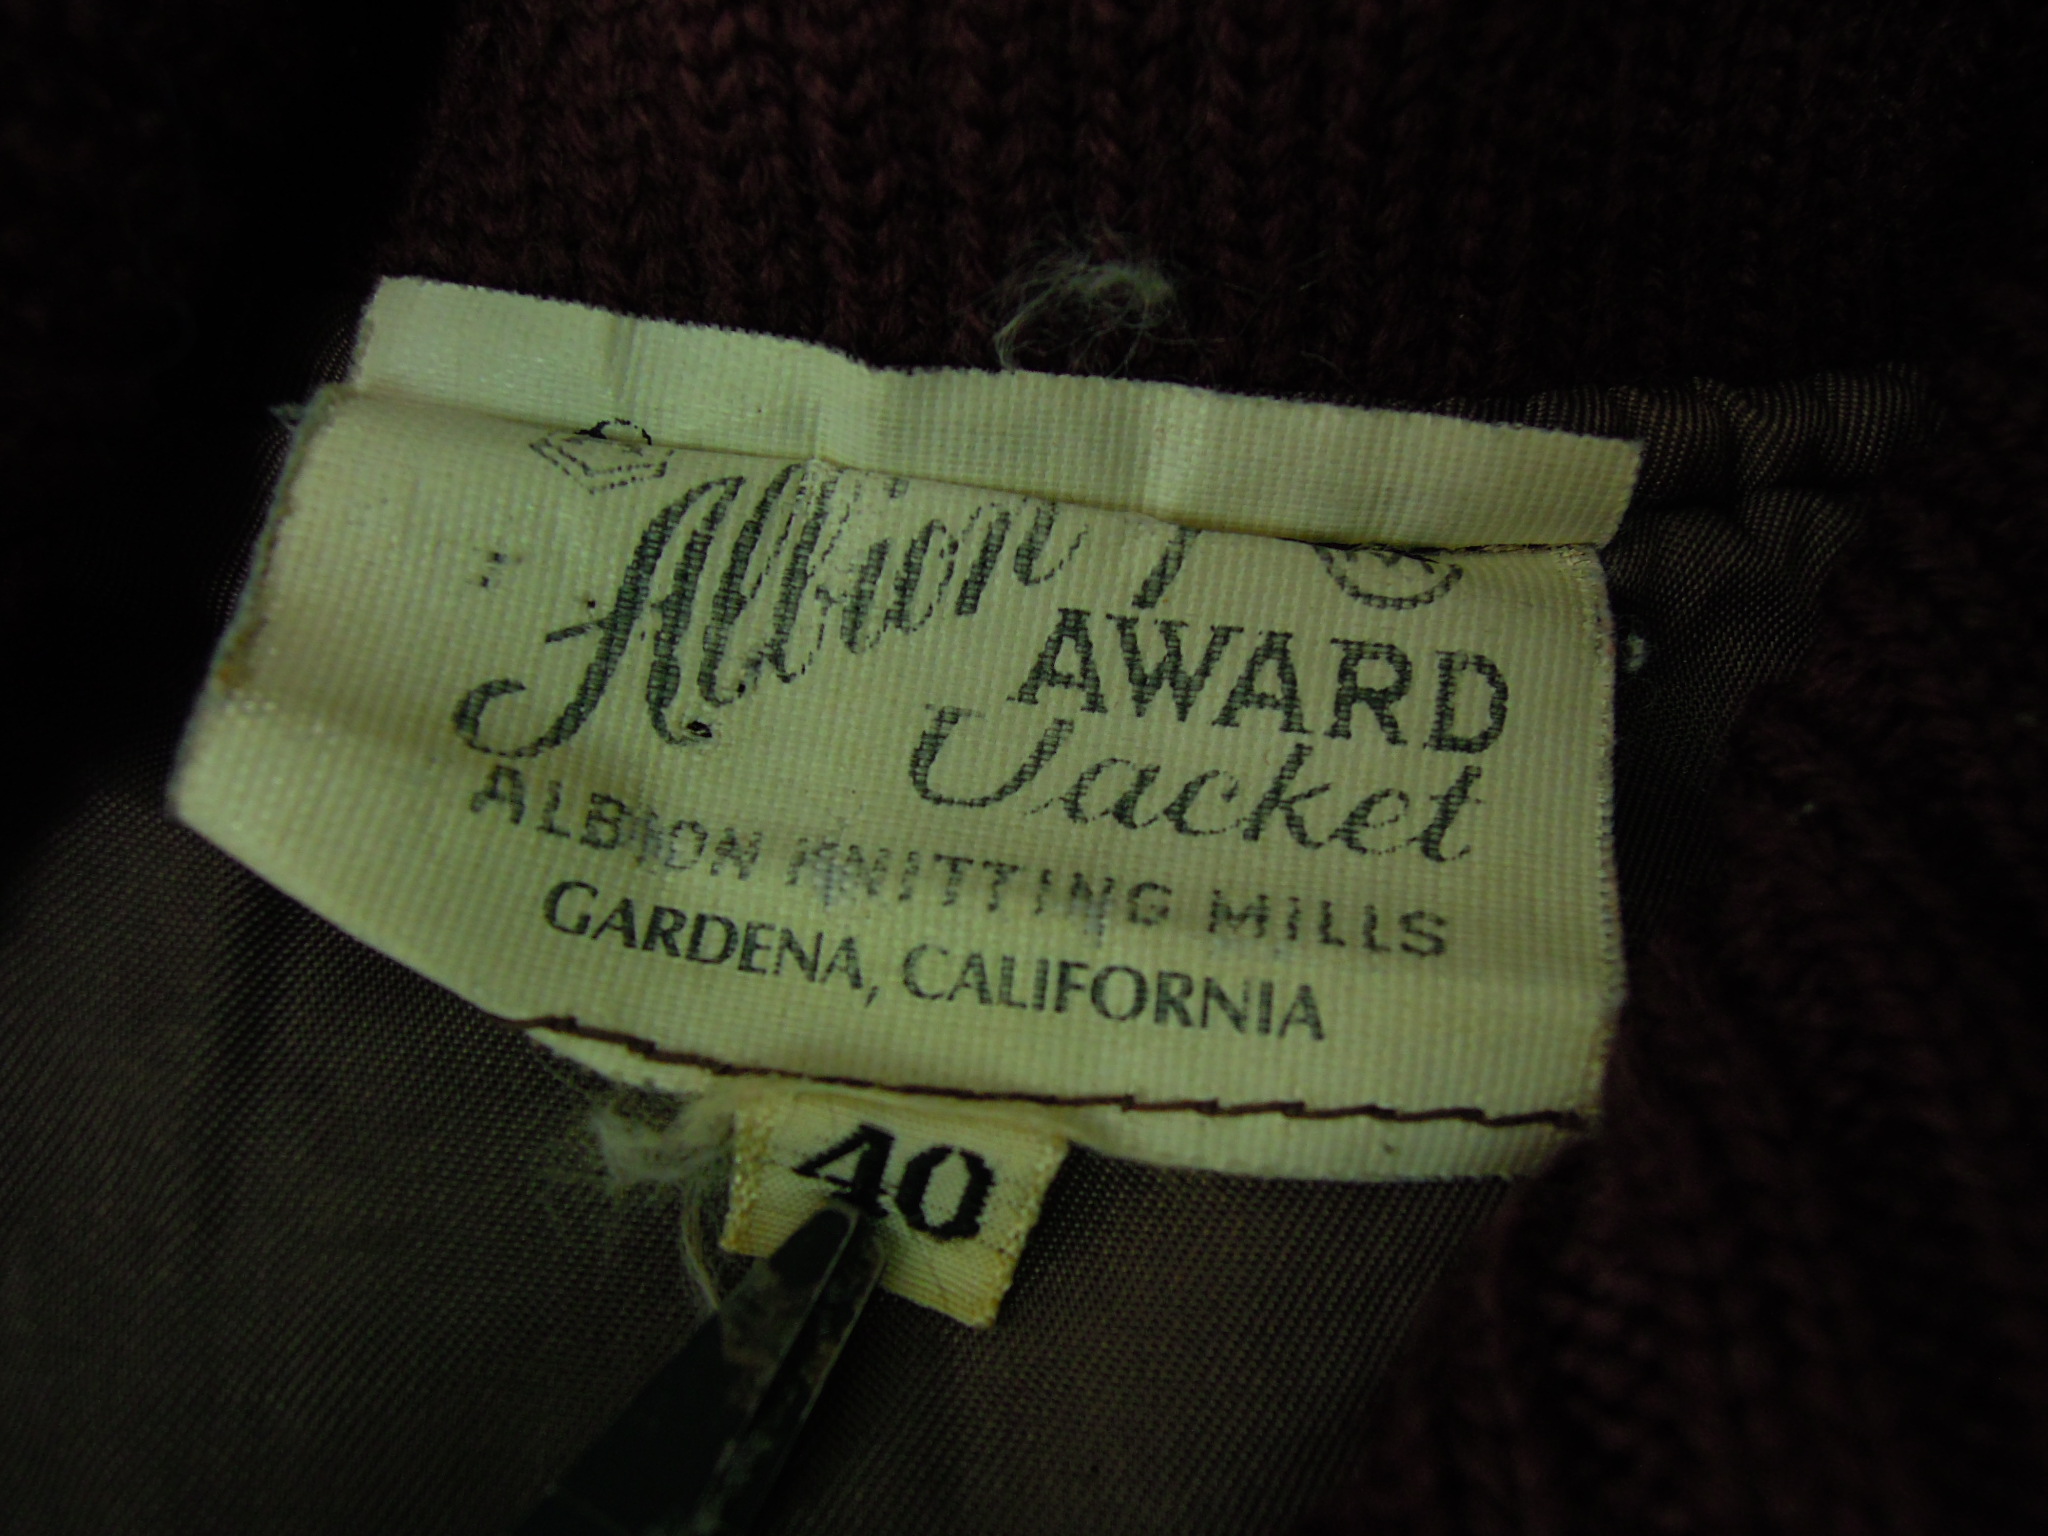 Albion
AWARD
Jacket
ALBION KNITTING MILLS
GARDENA, CALIFORNIA
40